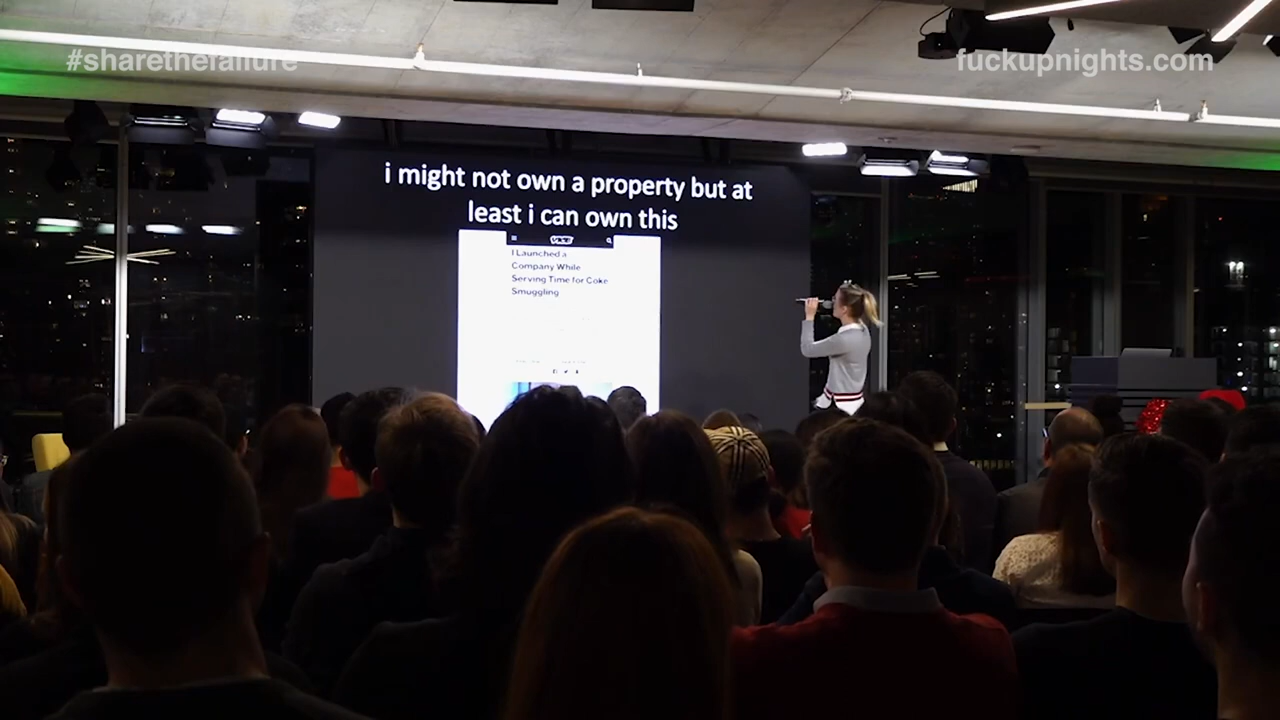 #sharethefailure
fuckupnights.com
i might not own a property but at
least i can own this
VICE
I Launched a
Company While
Serving Time for Coke
Smuggling